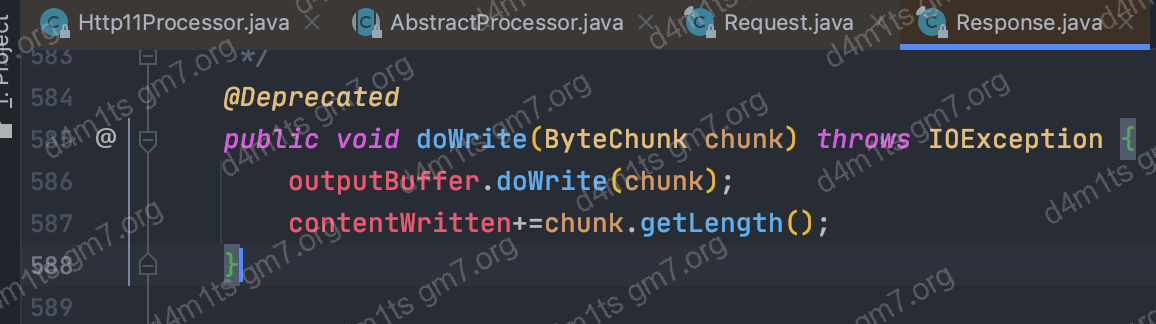 Http11Processor.java AbstractProcessor.java Request.java Response.java
1: Project
583 */
584 @Deprecated
585 @ public void doWrite(ByteChunk chunk) throws IOException {
586 outputBuffer.doWrite(chunk);
587 contentWritten+=chunk.getLength();
588 }
589
d4m1ts gm7.org